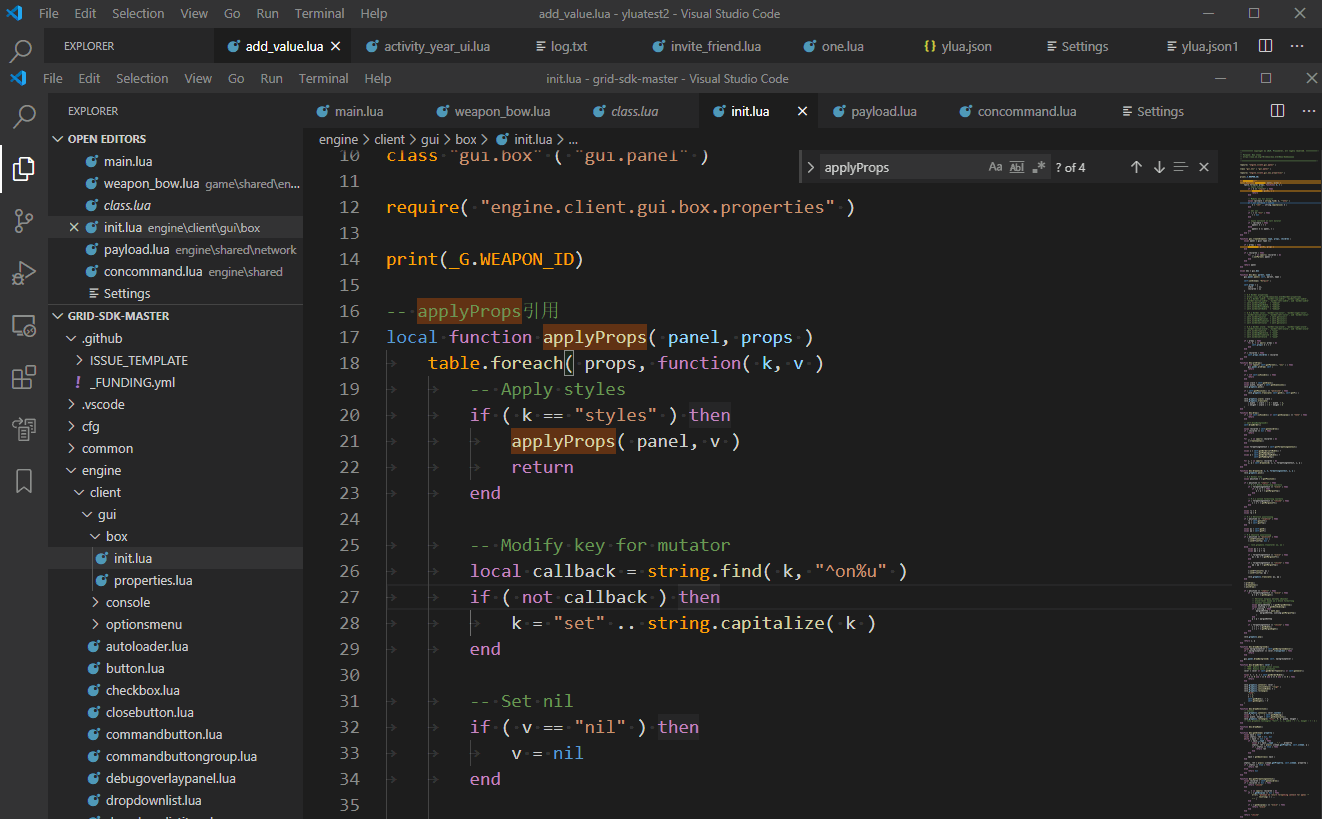 File Edit Selection View Go Run Terminal Help add_value.lua - yluatest2 - Visual Studio Code
EXPLORER add_value.lua activity_year_ui.lua log.txt invite_friend.lua one.lua {} ylua.json Settings ylua.json1
File Edit Selection View Go Run Terminal Help init.lua - grid-sdk-master - Visual Studio Code
EXPLORER main.lua weapon_bow.lua class.lua init.lua payload.lua concommand.lua Settings
OPEN EDITORS
main.lua
weapon_bow.lua game\shared\en...
class.lua
init.lua engine\client\gui\box
payload.lua engine\shared\network
concommand.lua engine\shared
Settings
GRID-SDK-MASTER
.github
ISSUE_TEMPLATE
! _FUNDING.yml
.vscode
cfg
common
engine
client
gui
box
init.lua
properties.lua
console
optionsmenu
autoloader.lua
button.lua
checkbox.lua
closebutton.lua
commandbutton.lua
commandbuttongroup.lua
debugoverlaypanel.lua
dropdownlist.lua
engine > client > gui > box > init.lua > ...
applyProps Aa Abl .* ? of 4
10 class "gui.box" ( "gui.panel" )
11
12 require( "engine.client.gui.box.properties" )
13
14 print(_G.WEAPON_ID)
15
16 -- applyProps引用
17 local function applyProps( panel, props )
18 table.foreach( props, function( k, v )
19 -- Apply styles
20 if ( k == "styles" ) then
21 applyProps( panel, v )
22 return
23 end
24
25 -- Modify key for mutator
26 local callback = string.find( k, "^on%u" )
27 if ( not callback ) then
28 k = "set" .. string.capitalize( k )
29 end
30
31 -- Set nil
32 if ( v == "nil" ) then
33 v = nil
34 end
35